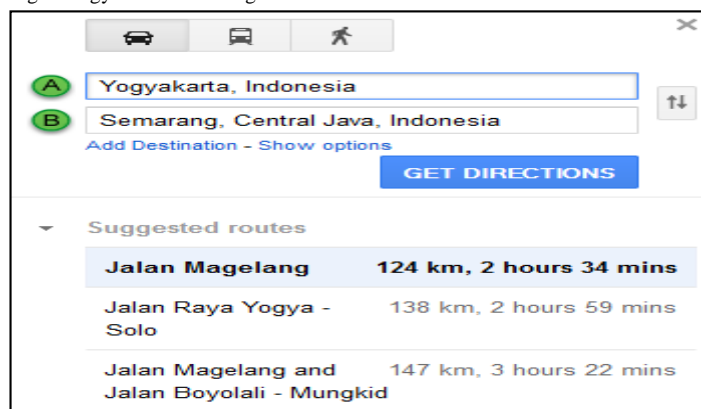 A Yogyakarta, Indonesia
B Semarang, Central Java, Indonesia
Add Destination - Show options
GET DIRECTIONS
Suggested routes
Jalan Magelang 124 km, 2 hours 34 mins
Jalan Raya Yogya - 138 km, 2 hours 59 mins
Solo
Jalan Magelang and 147 km, 3 hours 22 mins
Jalan Boyolali - Mungkid